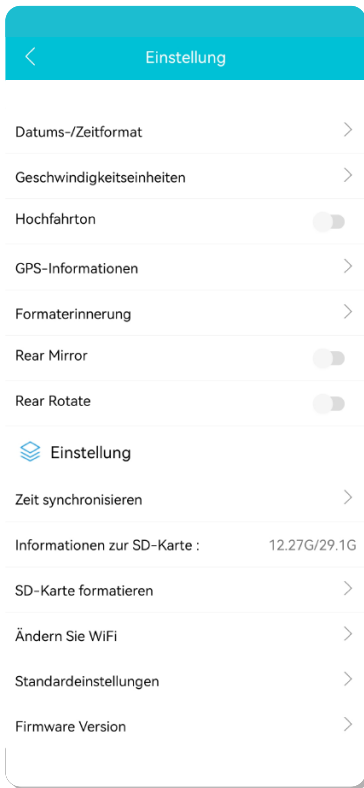 Einstellung
Datums-/Zeitformat
Geschwindigkeitseinheiten
Hochfahrton
GPS-Informationen
Formaterinnerung
Rear Mirror
Rear Rotate
Einstellung
Zeit synchronisieren
Informationen zur SD-Karte : 12.27G/29.1G
SD-Karte formatieren
Ändern Sie WiFi
Standardeinstellungen
Firmware Version